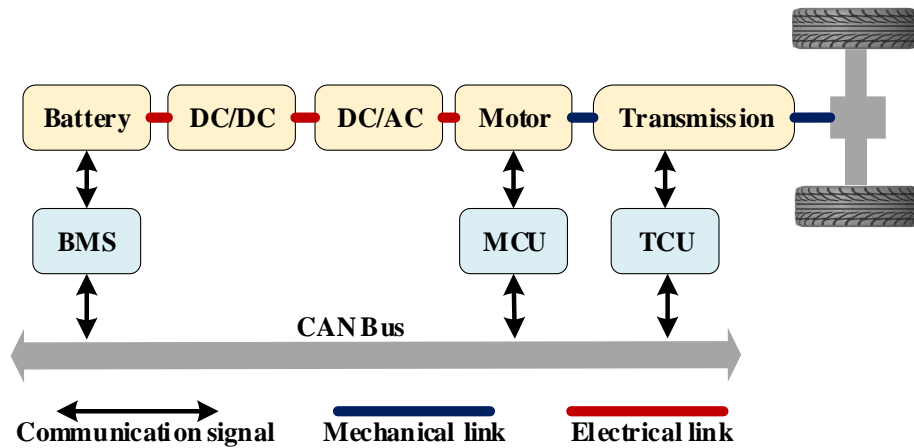 Battery
DC/DC
DC/AC
Motor
Transmission
BMS
MCU
TCU
CAN Bus
Communication signal
Mechanical link
Electrical link